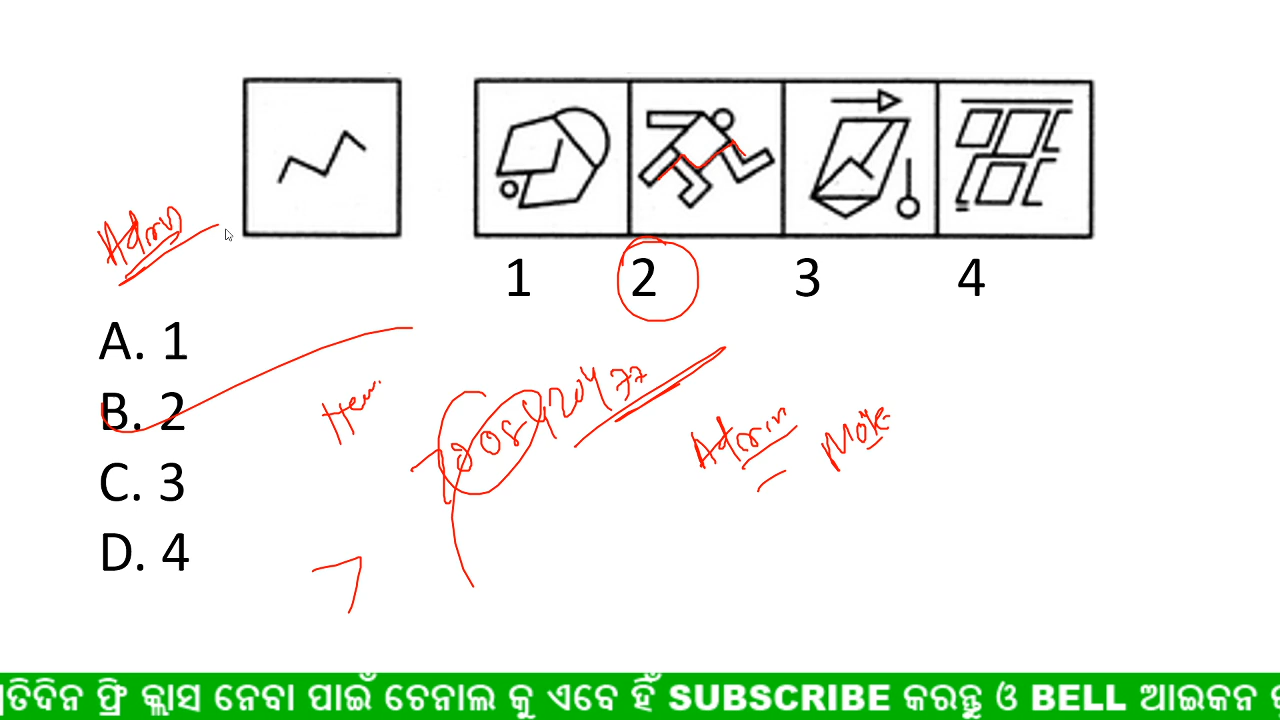 1 2 3 4
Admin
A. 1
B. 2
C. 3
D. 4
Admin
ତିଦିନ ଫ୍ରି କ୍ଲାସ ନେବା ପାଇଁ ଚେନାଲ କୁ ଏବେ ହିଁ SUBSCRIBE କରନ୍ତୁ ଓ BELL ଆଇକନ